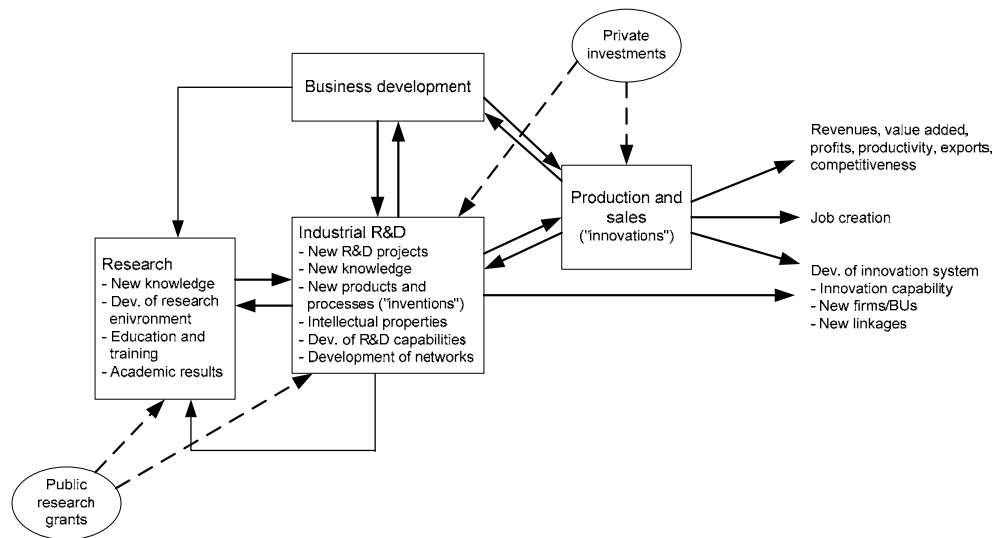 Private
investments
Business development
Revenues, value added,
profits, productivity, exports,
competitiveness
Production and
sales
("innovations")
Job creation
Industrial R&D
- New R&D projects
- New knowledge
- New products and
processes ("inventions")
- Intellectual properties
- Dev. of R&D capabilities
- Development of networks
Research
- New knowledge
- Dev. of research
enivronment
- Education and
training
- Academic results
Dev. of innovation system
- Innovation capability
- New firms/BUs
- New linkages
Public
research
grants